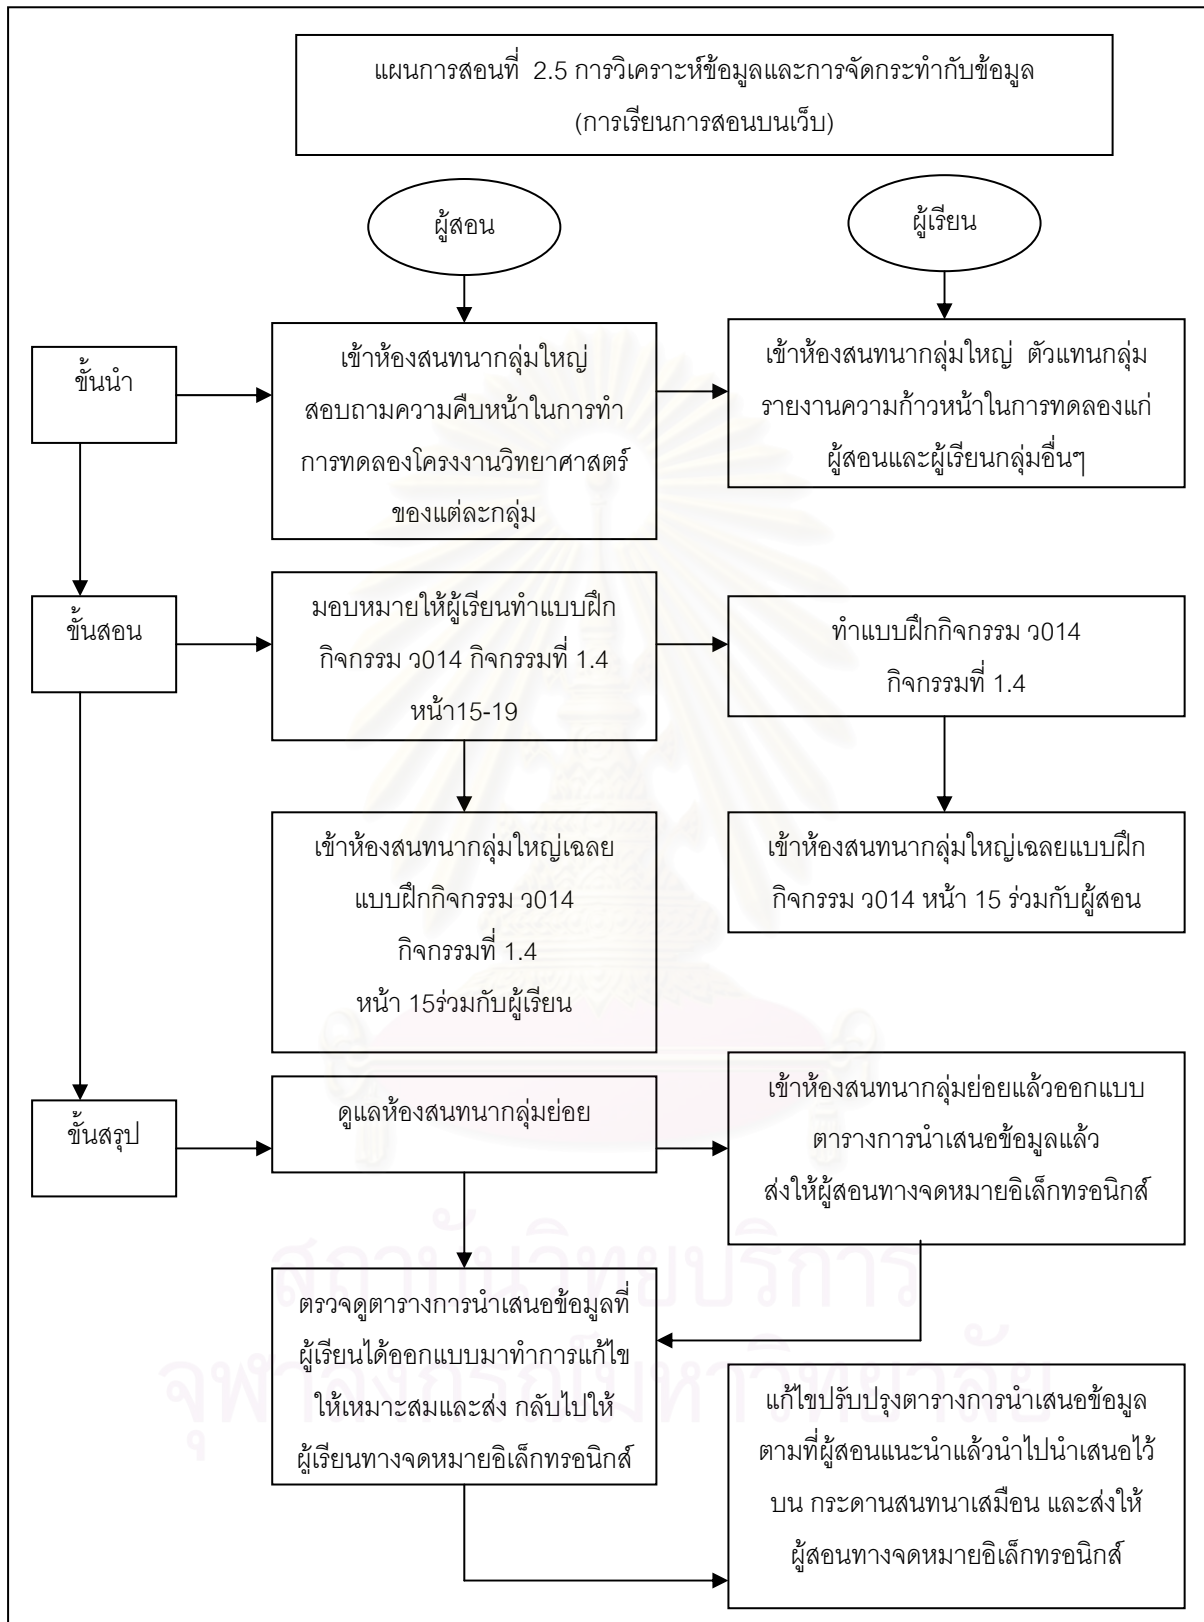 แผนการสอนที่ 2.5 การวิเคราะห์ข้อมูลและการจัดกระทำกับข้อมูล
(การเรียนการสอนบนเว็บ)
ผู้สอน
ผู้เรียน
ขั้นนำ
เข้าห้องสนทนากลุ่มใหญ่
สอบถามความคืบหน้าในการทำ
การทดลองโครงงานวิทยาศาสตร์
ของแต่ละกลุ่ม
เข้าห้องสนทนากลุ่มใหญ่ ตัวแทนกลุ่ม
รายงานความก้าวหน้าในการทดลองแก่
ผู้สอนและผู้เรียนกลุ่มอื่นๆ
ขั้นสอน
มอบหมายให้ผู้เรียนทำแบบฝึก
กิจกรรม ว014 กิจกรรมที่ 1.4
หน้า15-19
ทำแบบฝึกกิจกรรม ว014
กิจกรรมที่ 1.4
เข้าห้องสนทนากลุ่มใหญ่เฉลย
แบบฝึกกิจกรรม ว014
กิจกรรมที่ 1.4
หน้า 15ร่วมกับผู้เรียน
เข้าห้องสนทนากลุ่มใหญ่เฉลยแบบฝึก
กิจกรรม ว014 หน้า 15 ร่วมกับผู้สอน
ขั้นสรุป
ดูแลห้องสนทนากลุ่มย่อย
เข้าห้องสนทนากลุ่มย่อยแล้วออกแบบ
ตารางการนำเสนอข้อมูลแล้ว
ส่งให้ผู้สอนทางจดหมายอิเล็กทรอนิกส์
ตรวจดูตารางการนำเสนอข้อมูลที่
ผู้เรียนได้ออกแบบมาทำการแก้ไข
ให้เหมาะสมและส่ง กลับไปให้
ผู้เรียนทางจดหมายอิเล็กทรอนิกส์
แก้ไขปรับปรุงตารางการนำเสนอข้อมูล
ตามที่ผู้สอนแนะนำแล้วนำไปนำเสนอไว้
บน กระดานสนทนาเสมือน และส่งให้
ผู้สอนทางจดหมายอิเล็กทรอนิกส์
สถาบันวิทยบริการ
จุฬาลงกรณ์มหาวิทยาลัย